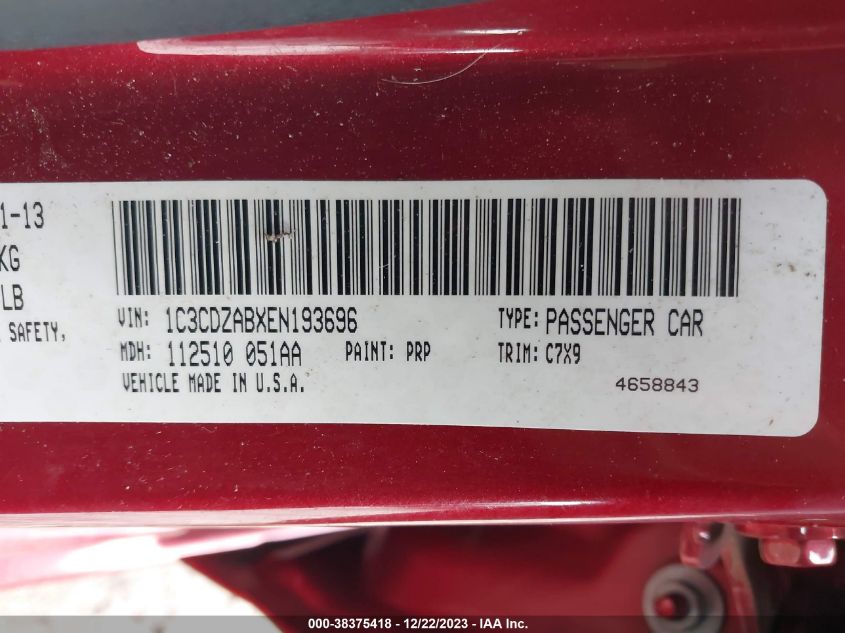 1-13
KG
LB
SAFETY,
VIN: 1C3CDZABXEN193696
TYPE: PASSENGER CAR
MDH: 112510 051AA
PAINT: PRP
TRIM: C7X9
VEHICLE MADE IN U.S.A.
4658843
000-38375418 - 12/22/2023 - IAA Inc.